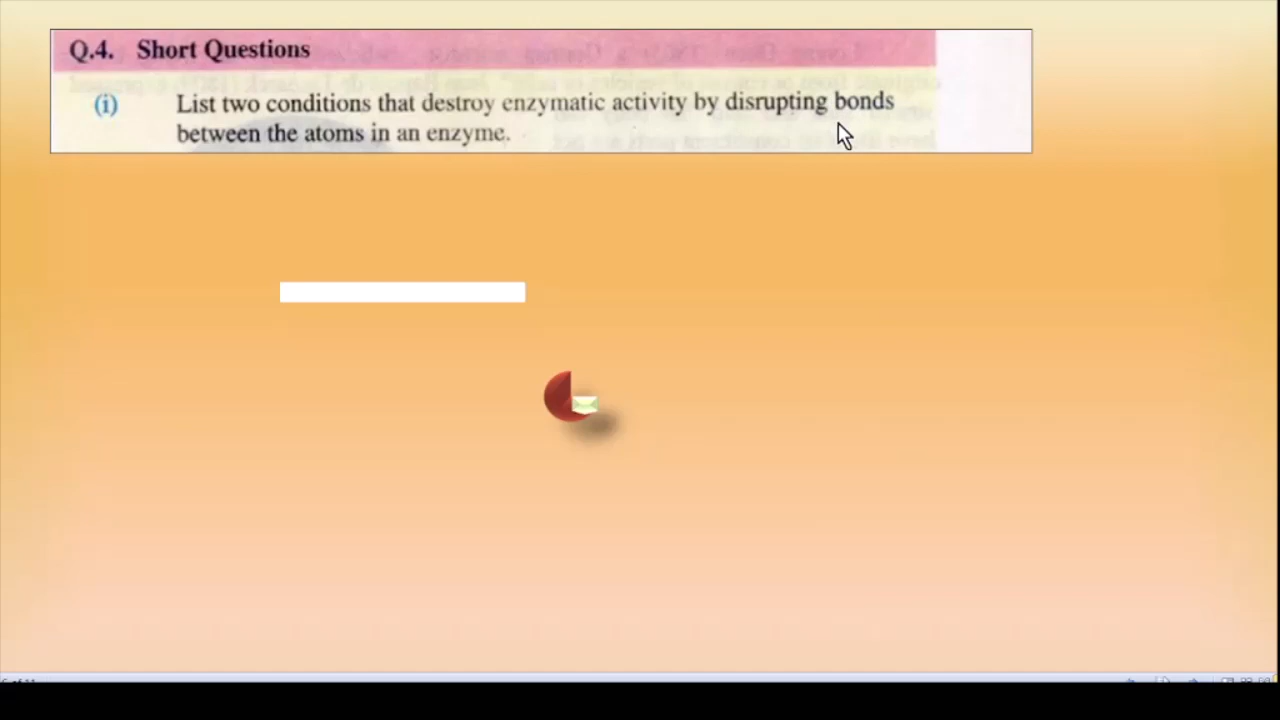 Q.4. Short Questions
(i) List two conditions that destroy enzymatic activity by disrupting bonds
between the atoms in an enzyme.